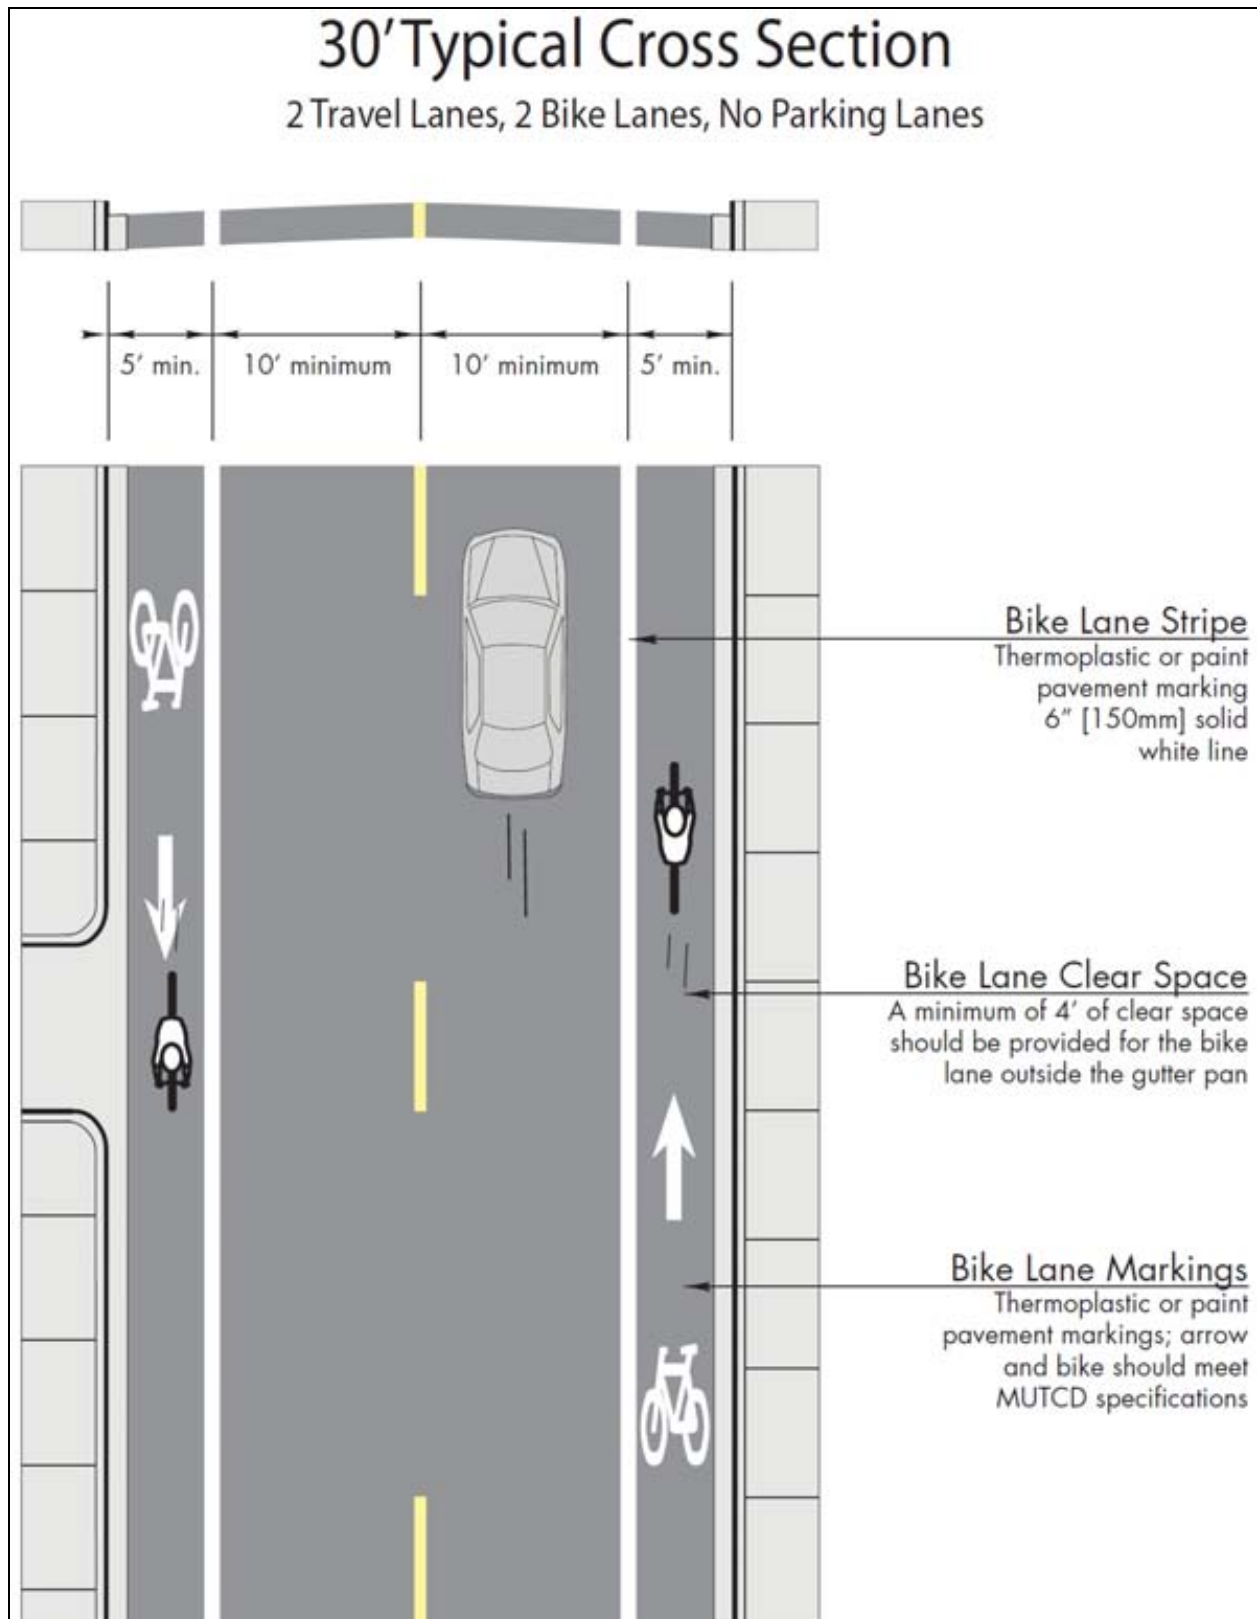 30' Typical Cross Section
2 Travel Lanes, 2 Bike Lanes, No Parking Lanes
5' min.
10' minimum
10' minimum
5' min.
Bike Lane Stripe
Thermoplastic or paint
pavement marking
6" [150mm] solid
white line
Bike Lane Clear Space
A minimum of 4' of clear space
should be provided for the bike
lane outside the gutter pan
Bike Lane Markings
Thermoplastic or paint
pavement markings; arrow
and bike should meet
MUTCD specifications